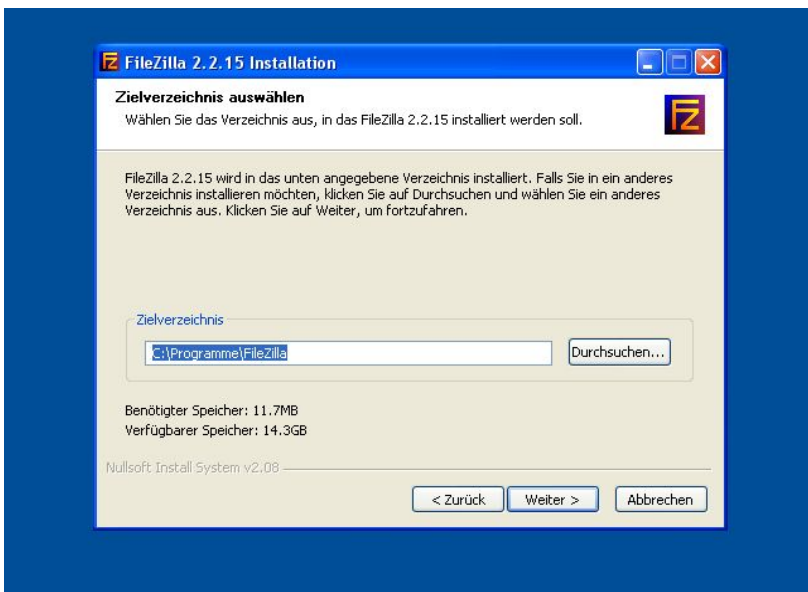 FileZilla 2.2.15 Installation
Zielverzeichnis auswählen
Wählen Sie das Verzeichnis aus, in das FileZilla 2.2.15 installiert werden soll.
FileZilla 2.2.15 wird in das unten angegebene Verzeichnis installiert. Falls Sie in ein anderes
Verzeichnis installieren möchten, klicken Sie auf Durchsuchen und wählen Sie ein anderes
Verzeichnis aus. Klicken Sie auf Weiter, um fortzufahren.
Zielverzeichnis
C:\Programme\FileZilla
Durchsuchen...
Benötigter Speicher: 11.7MB
Verfügbarer Speicher: 14.3GB
Nullsoft Install System v2.08
< Zurück
Weiter >
Abbrechen